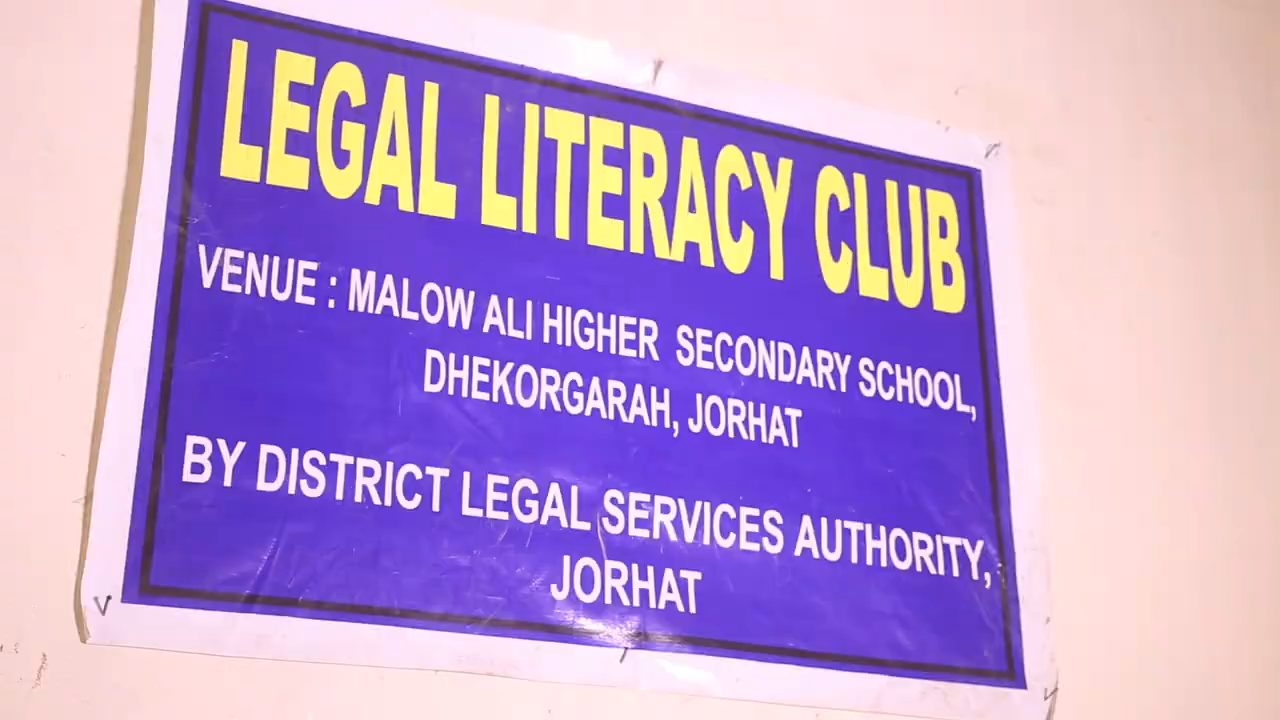 LEGAL LITERACY CLUB
VENUE : MALOW ALI HIGHER SECONDARY SCHOOL,
DHEKORGARAH, JORHAT
BY DISTRICT LEGAL SERVICES AUTHORITY,
JORHAT